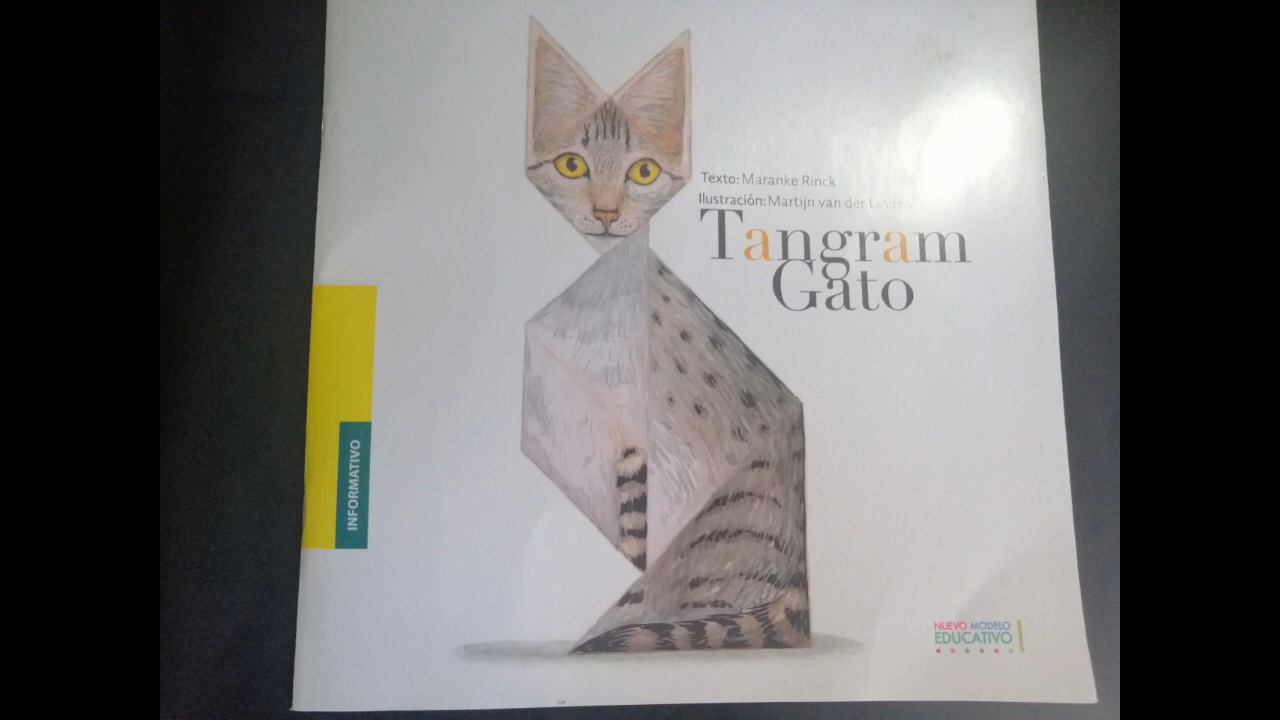 Texto: Maranke Rinck
Ilustración: Martijn van der Linden
Tangram
Gato
INFORMATIVO
NUEVO MODELO
EDUCATIVO